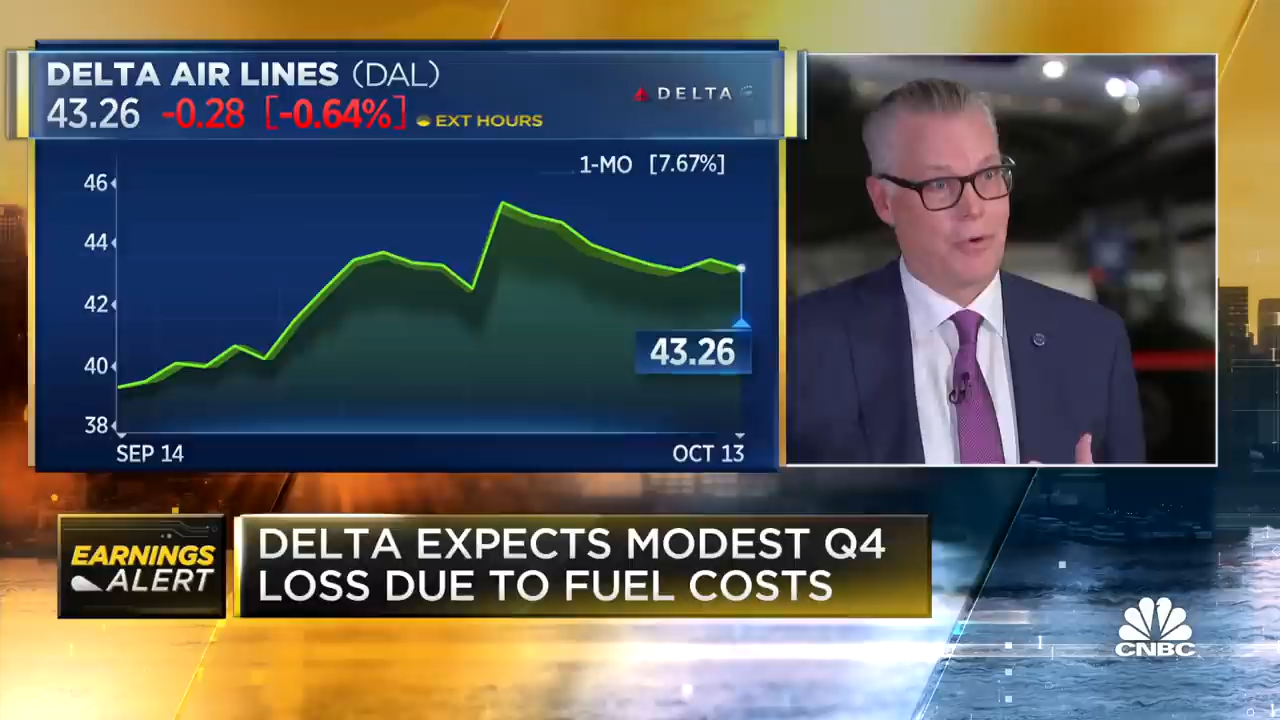 DELTA AIR LINES (DAL)
43.26 -0.28 [-0.64%] EXT HOURS
DELTA
1-MO [7.67%]
46
44
42
40
38
43.26
SEP 14
OCT 13
EARNINGS
ALERT
DELTA EXPECTS MODEST Q4
LOSS DUE TO FUEL COSTS
CNBC